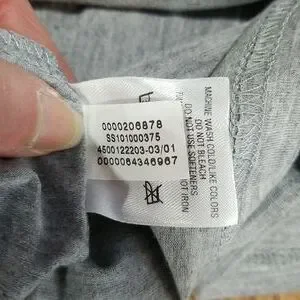 0000206878
SS101000375
4500122203-03/01
0000064346967
MACHINE WASH COLD/LIKE COLORS
DO NOT BLEACH
DO NOT USE SOFTENERS
NOT IRON